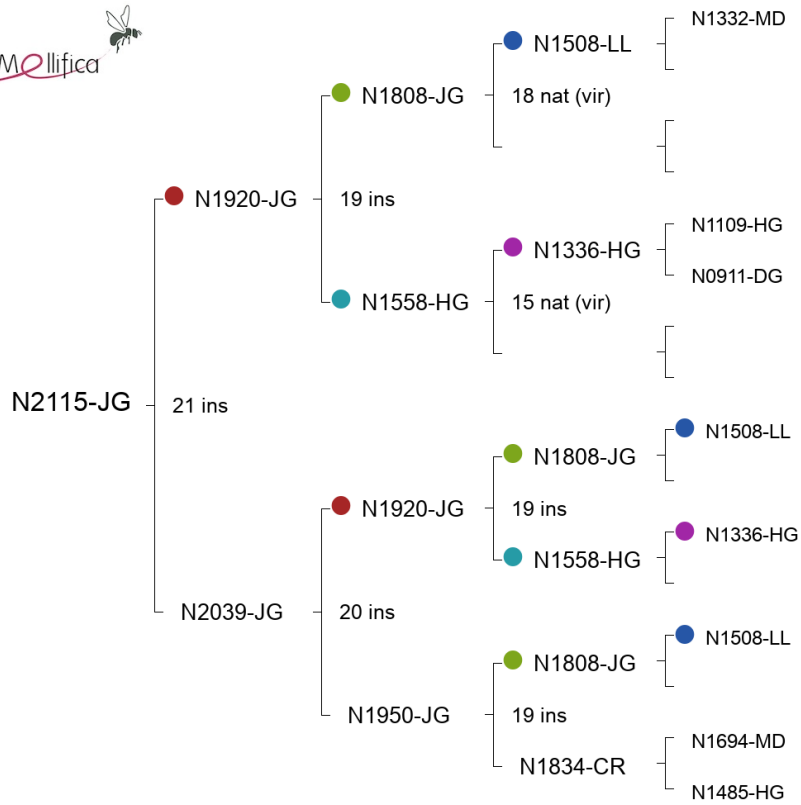 Mellifica
N1332-MD
N1508-LL
N1808-JG
18 nat (vir)
N1920-JG
19 ins
N1109-HG
N1336-HG
N0911-DG
N1558-HG
15 nat (vir)
N2115-JG
21 ins
N1508-LL
N1808-JG
N1920-JG
19 ins
N1336-HG
N1558-HG
N2039-JG
20 ins
N1508-LL
N1808-JG
N1950-JG
19 ins
N1694-MD
N1834-CR
N1485-HG